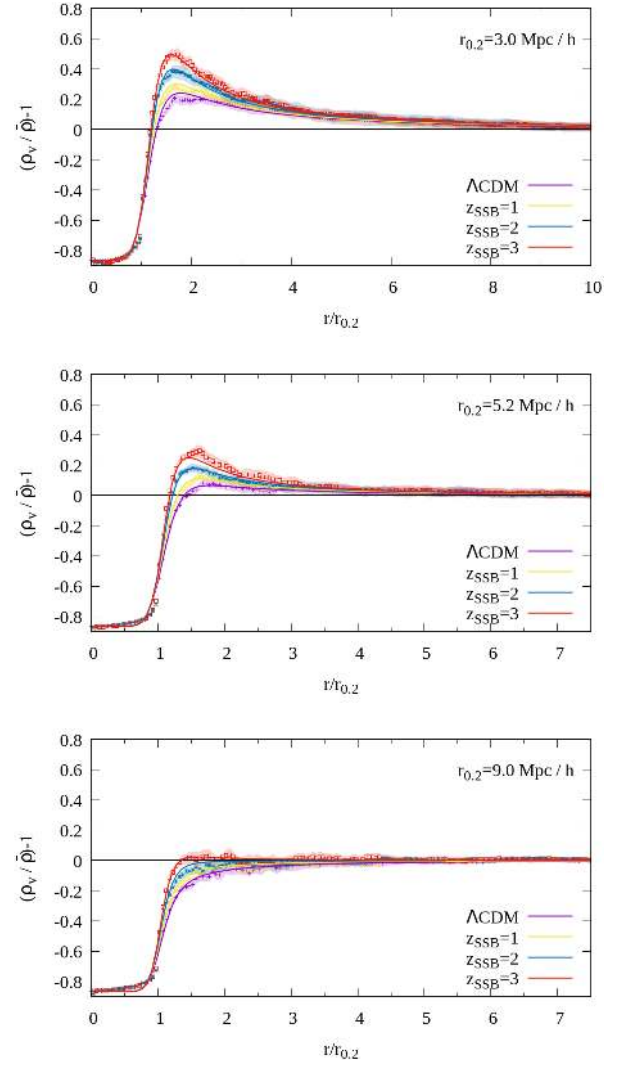 0.8
r0.2=3.0 Mpc / h
0.6
0.4
0.2
0
-0.2
-0.4
-0.6
-0.8
(ρv / ρ̄)-1
ΛCDM
zSSB=1
zSSB=2
zSSB=3
0 2 4 6 8 10
r/r0.2
0.8
r0.2=5.2 Mpc / h
0.6
0.4
0.2
0
-0.2
-0.4
-0.6
-0.8
(ρv / ρ̄)-1
ΛCDM
zSSB=1
zSSB=2
zSSB=3
0 1 2 3 4 5 6 7
r/r0.2
0.8
r0.2=9.0 Mpc / h
0.6
0.4
0.2
0
-0.2
-0.4
-0.6
-0.8
(ρv / ρ̄)-1
ΛCDM
zSSB=1
zSSB=2
zSSB=3
0 1 2 3 4 5 6 7
r/r0.2